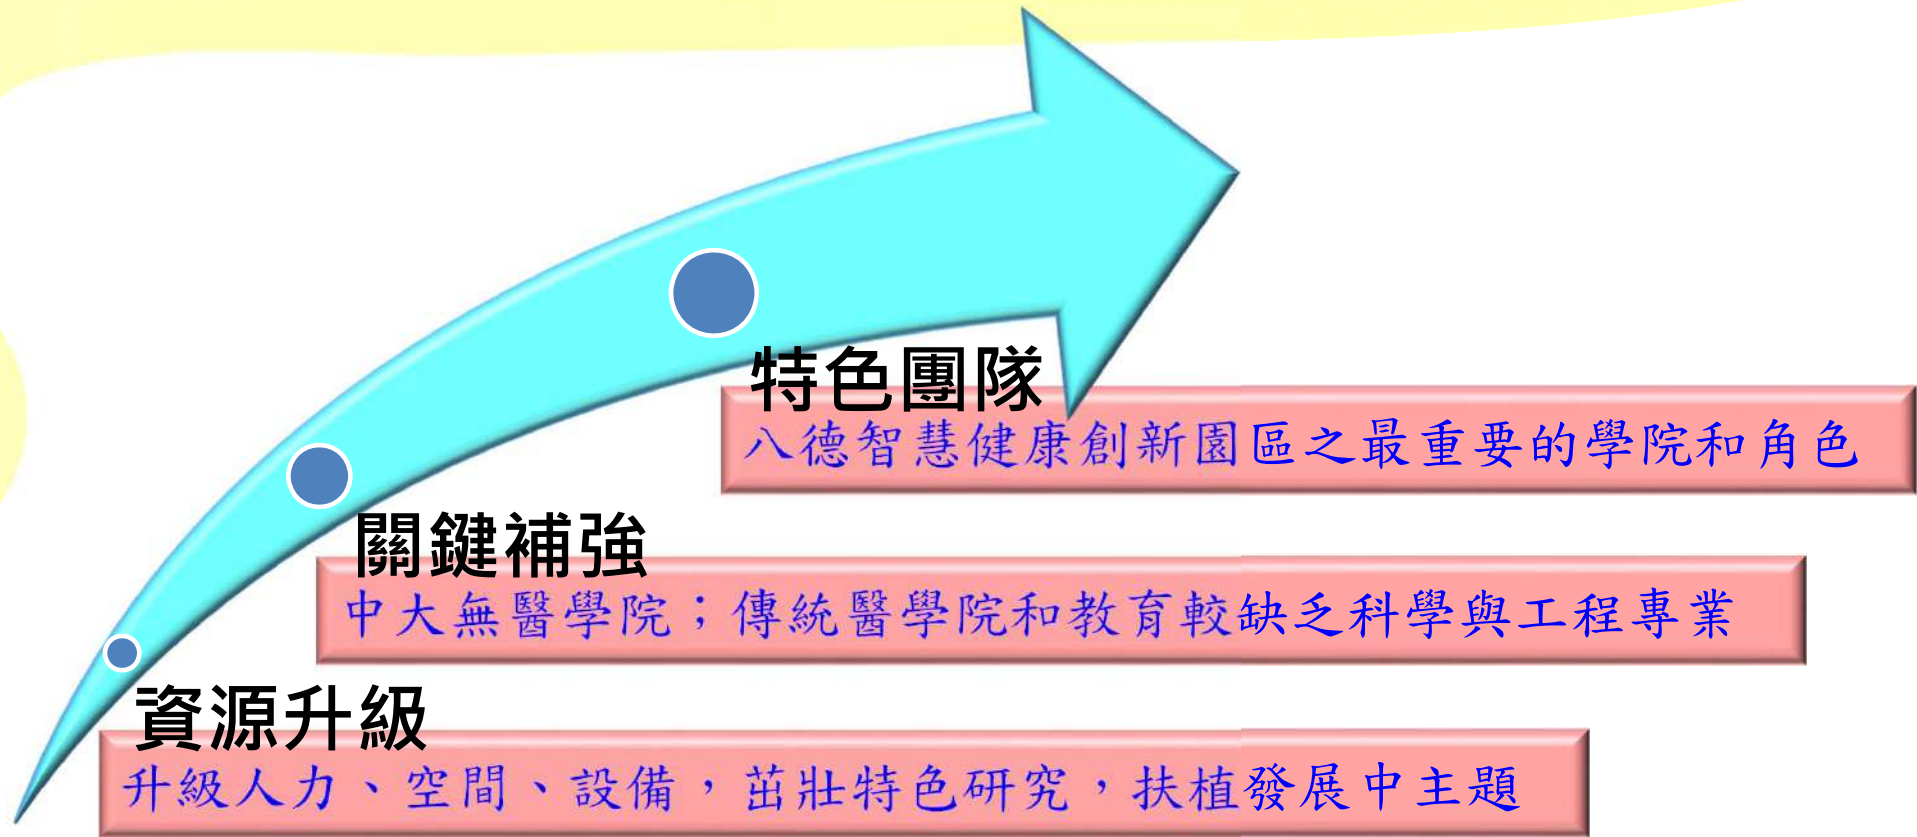 特色團隊
八德智慧健康創新園區之最重要的學院和角色
關鍵補強
中大無醫學院；傳統醫學院和教育較缺乏科學與工程專業
資源升級
升級人力、空間、設備，茁壯特色研究，扶植發展中主題